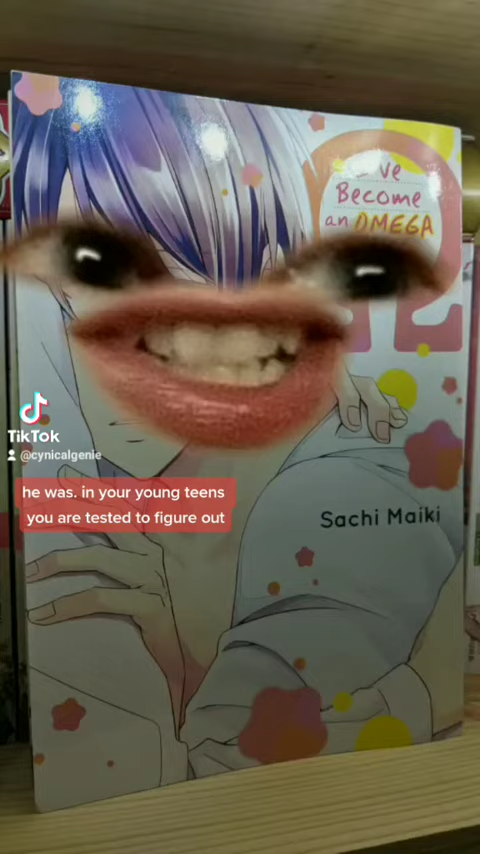 've
Become
an OMEGA
TikTok
@cynicalgenie
he was. in your young teens
you are tested to figure out
Sachi Maiki